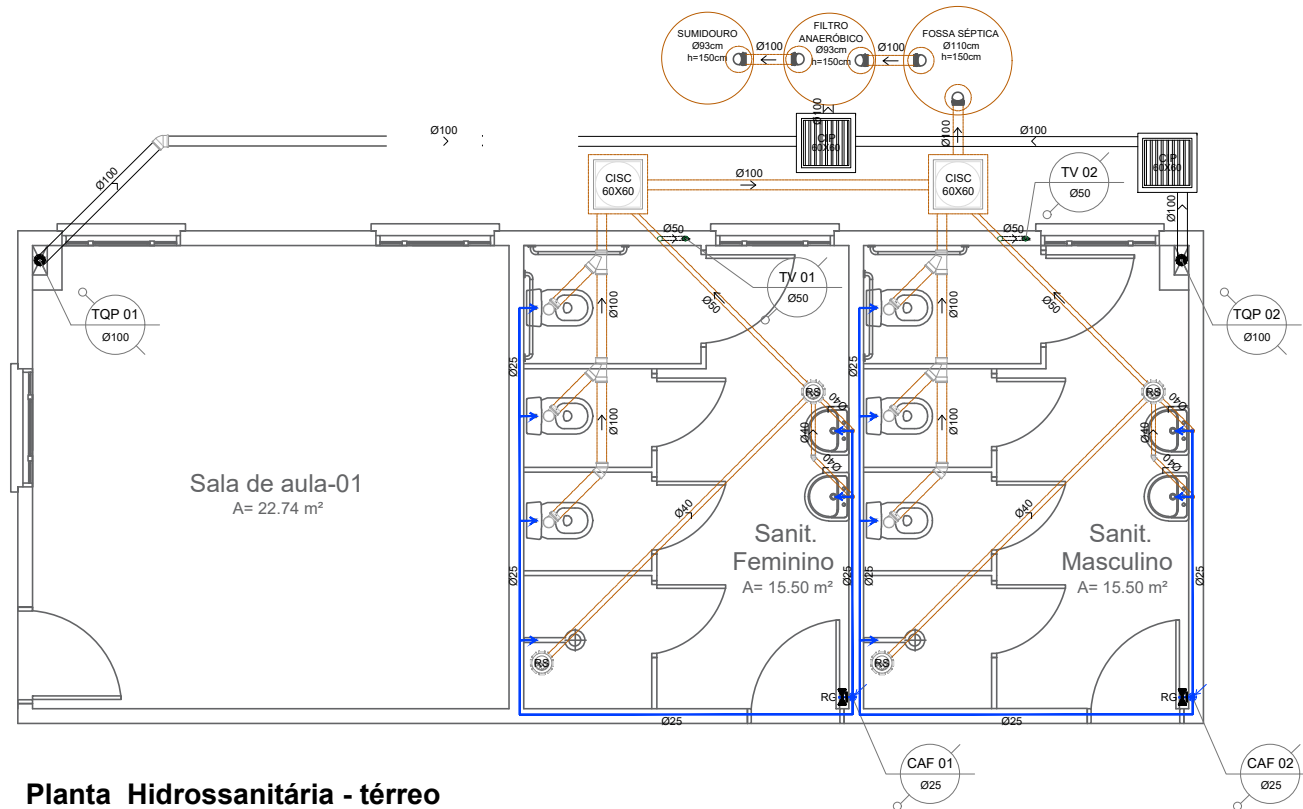 SUMIDOURO
Ø93cm
h=150cm
Ø100
FILTRO
ANAERÓBICO
Ø93cm
h=150cm
Ø100
FOSSA SÉPTICA
Ø110cm
h=150cm
Ø100
Ø100
Ø100
Ø100
Ø100
CIP
60X60
CIP
60X60
CISC
60X60
Ø100
CISC
60X60
TV 02
Ø50
Ø100
Ø50
Ø50
TV 01
Ø50
TQP 01
Ø100
TQP 02
Ø100
Ø100
Ø50
Ø100
Ø50
Ø25
Ø25
RS
Ø40
RS
Ø40
Ø100
Ø40
Ø100
Ø40
Ø40
Ø40
Sala de aula-01
A= 22.74 m²
Ø40
Ø40
Sanit.
Feminino
A= 15.50 m²
Sanit.
Masculino
A= 15.50 m²
Ø25
Ø25
Ø25
Ø25
RS
RS
RG
RG
Ø25
Ø25
CAF 01
Ø25
CAF 02
Ø25
Planta Hidrossanitária - térreo